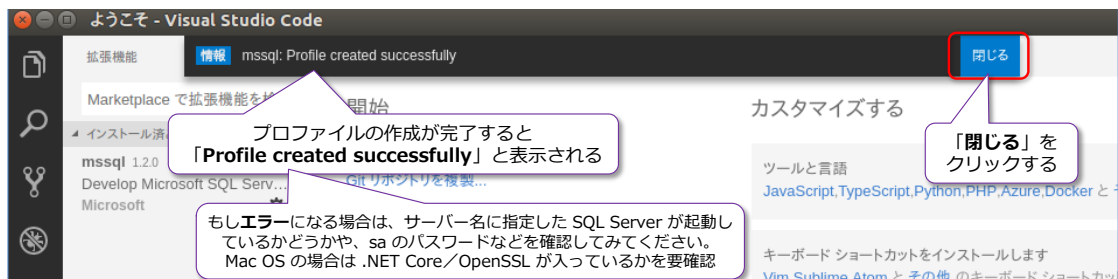 ようこそ - Visual Studio Code
拡張機能
情報 mssql: Profile created successfully
閉じる
Marketplace で拡張機能を
開始
カスタマイズする
インストール済
プロファイルの作成が完了すると
「Profile created successfully」と表示される
「閉じる」を
クリックする
mssql 1.2.0
Develop Microsoft SQL Serv...
Microsoft
Git リポジトリを複製...
ツールと言語
JavaScript,TypeScript,Python,PHP,Azure,Docker と
もしエラーになる場合は、サーバー名に指定した SQL Server が起動し
ているかどうかや、sa のパスワードなどを確認してみてください。
Mac OS の場合は .NET Core／OpenSSL が入っているかを要確認
キーボード ショートカットをインストールします
Vim,Sublime,Atom と その他 のキーボード ショートカッ